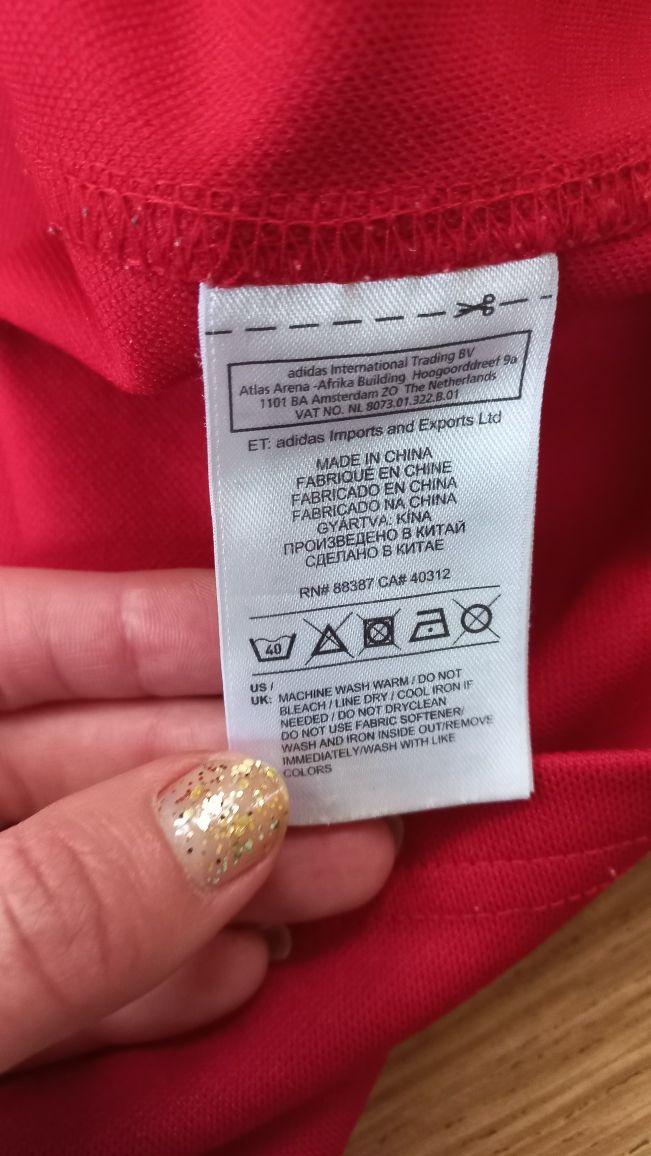 adidas International Trading BV
Atlas Arena -Afrika Building Hoogoorddreef 9a
1101 BA Amsterdam ZO The Netherlands
VAT NO. NL 8073.01.322.B.01
ET: adidas Imports and Exports Ltd
MADE IN CHINA
FABRIQUÉ EN CHINE
FABRICADO EN CHINA
FABRICADO NA CHINA
GYÁRTVA: KÍNA
ПРОИЗВЕДЕНО В КИТАЙ
СДЕЛАНО В КИТАЕ
RN# 88387 CA# 40312
40
US /
UK: MACHINE WASH WARM / DO NOT
BLEACH / LINE DRY / COOL IRON IF
NEEDED / DO NOT DRYCLEAN
DO NOT USE FABRIC SOFTENER/
WASH AND IRON INSIDE OUT/REMOVE
IMMEDIATELY/WASH WITH LIKE
COLORS